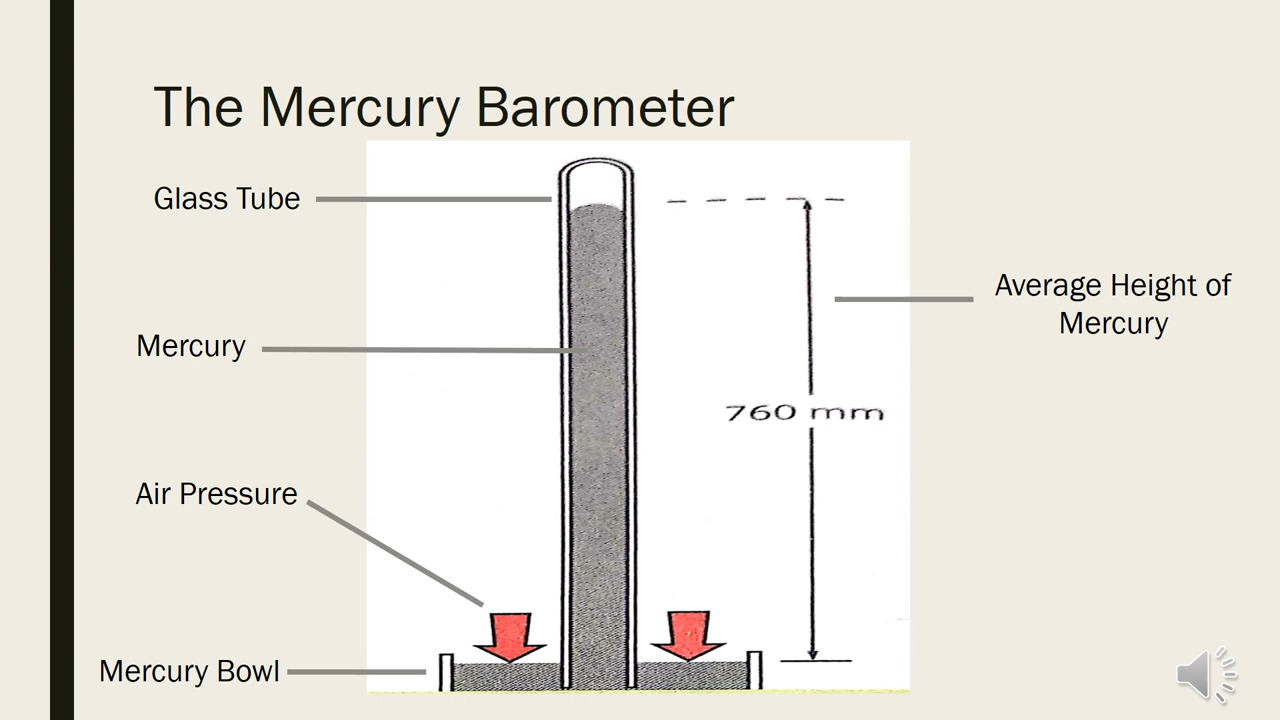 The Mercury Barometer
Glass Tube
Average Height of
Mercury
Mercury
760 mm
Air Pressure
Mercury Bowl